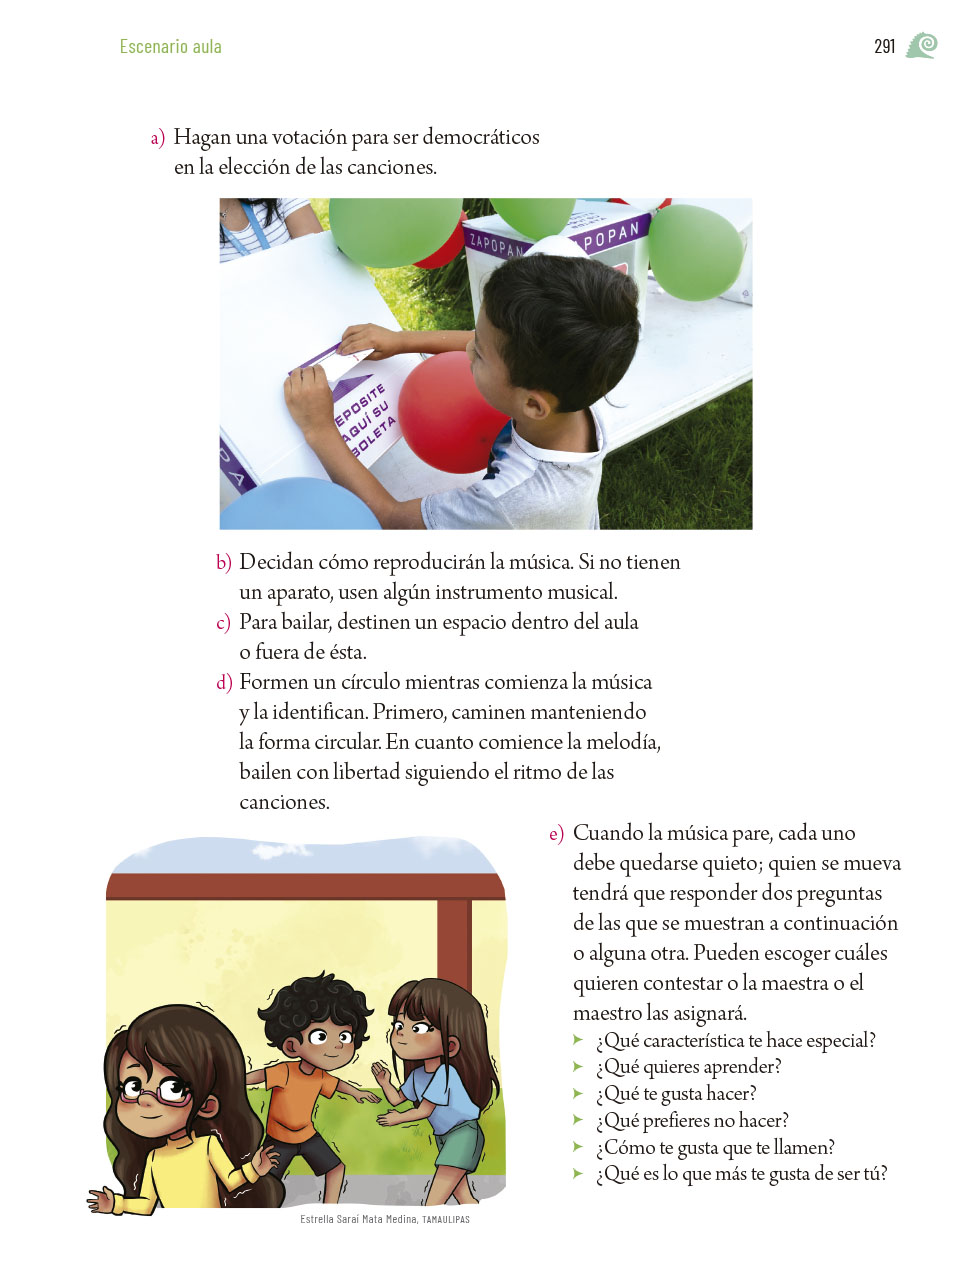 Escenario aula
291
a) Hagan una votación para ser democráticos
en la elección de las canciones.
ZAPOPAN
APOPAN
EPOSITE
AQUÍ SU
BOLETA
PA
b) Decidan cómo reproducirán la música. Si no tienen
un aparato, usen algún instrumento musical.
c) Para bailar, destinen un espacio dentro del aula
o fuera de ésta.
d) Formen un círculo mientras comienza la música
y la identifican. Primero, caminen manteniendo
la forma circular. En cuanto comience la melodía,
bailen con libertad siguiendo el ritmo de las
canciones.
e) Cuando la música pare, cada uno
debe quedarse quieto; quien se mueva
tendrá que responder dos preguntas
de las que se muestran a continuación
o alguna otra. Pueden escoger cuáles
quieren contestar o la maestra o el
maestro las asignará.
➤ ¿Qué característica te hace especial?
➤ ¿Qué quieres aprender?
➤ ¿Qué te gusta hacer?
➤ ¿Qué prefieres no hacer?
➤ ¿Cómo te gusta que te llamen?
➤ ¿Qué es lo que más te gusta de ser tú?
Estrella Sarai Mata Medina, TAMAULIPAS